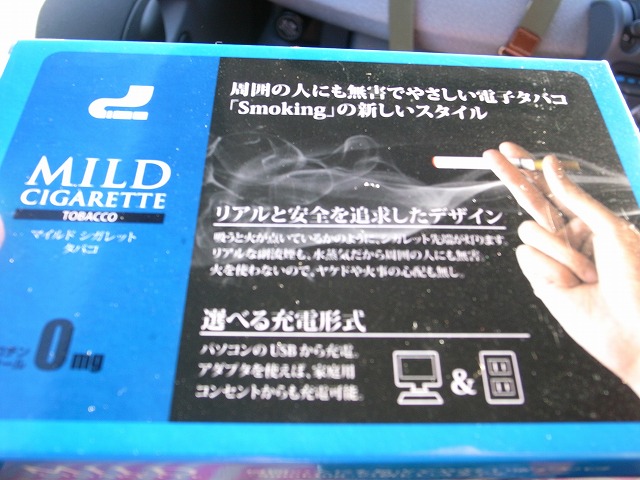 周囲の人にも無害でやさしい電子タバコ
「Smoking」の新しいスタイル
MILD
CIGARETTE
TOBACCO
マイルド シガレット
タバコ
0mg
リアルと安全を追求したデザイン
吸うと火が点いているかのように、シガレット先端が灯ります。
リアルな副流煙も、水蒸気だから周囲の人にも無害。
火を使わないので、ヤケドや火事の心配も無し。
選べる充電形式
パソコンのUSBから充電。
アダプタを使えば、家庭用
コンセントからも充電可能。
&